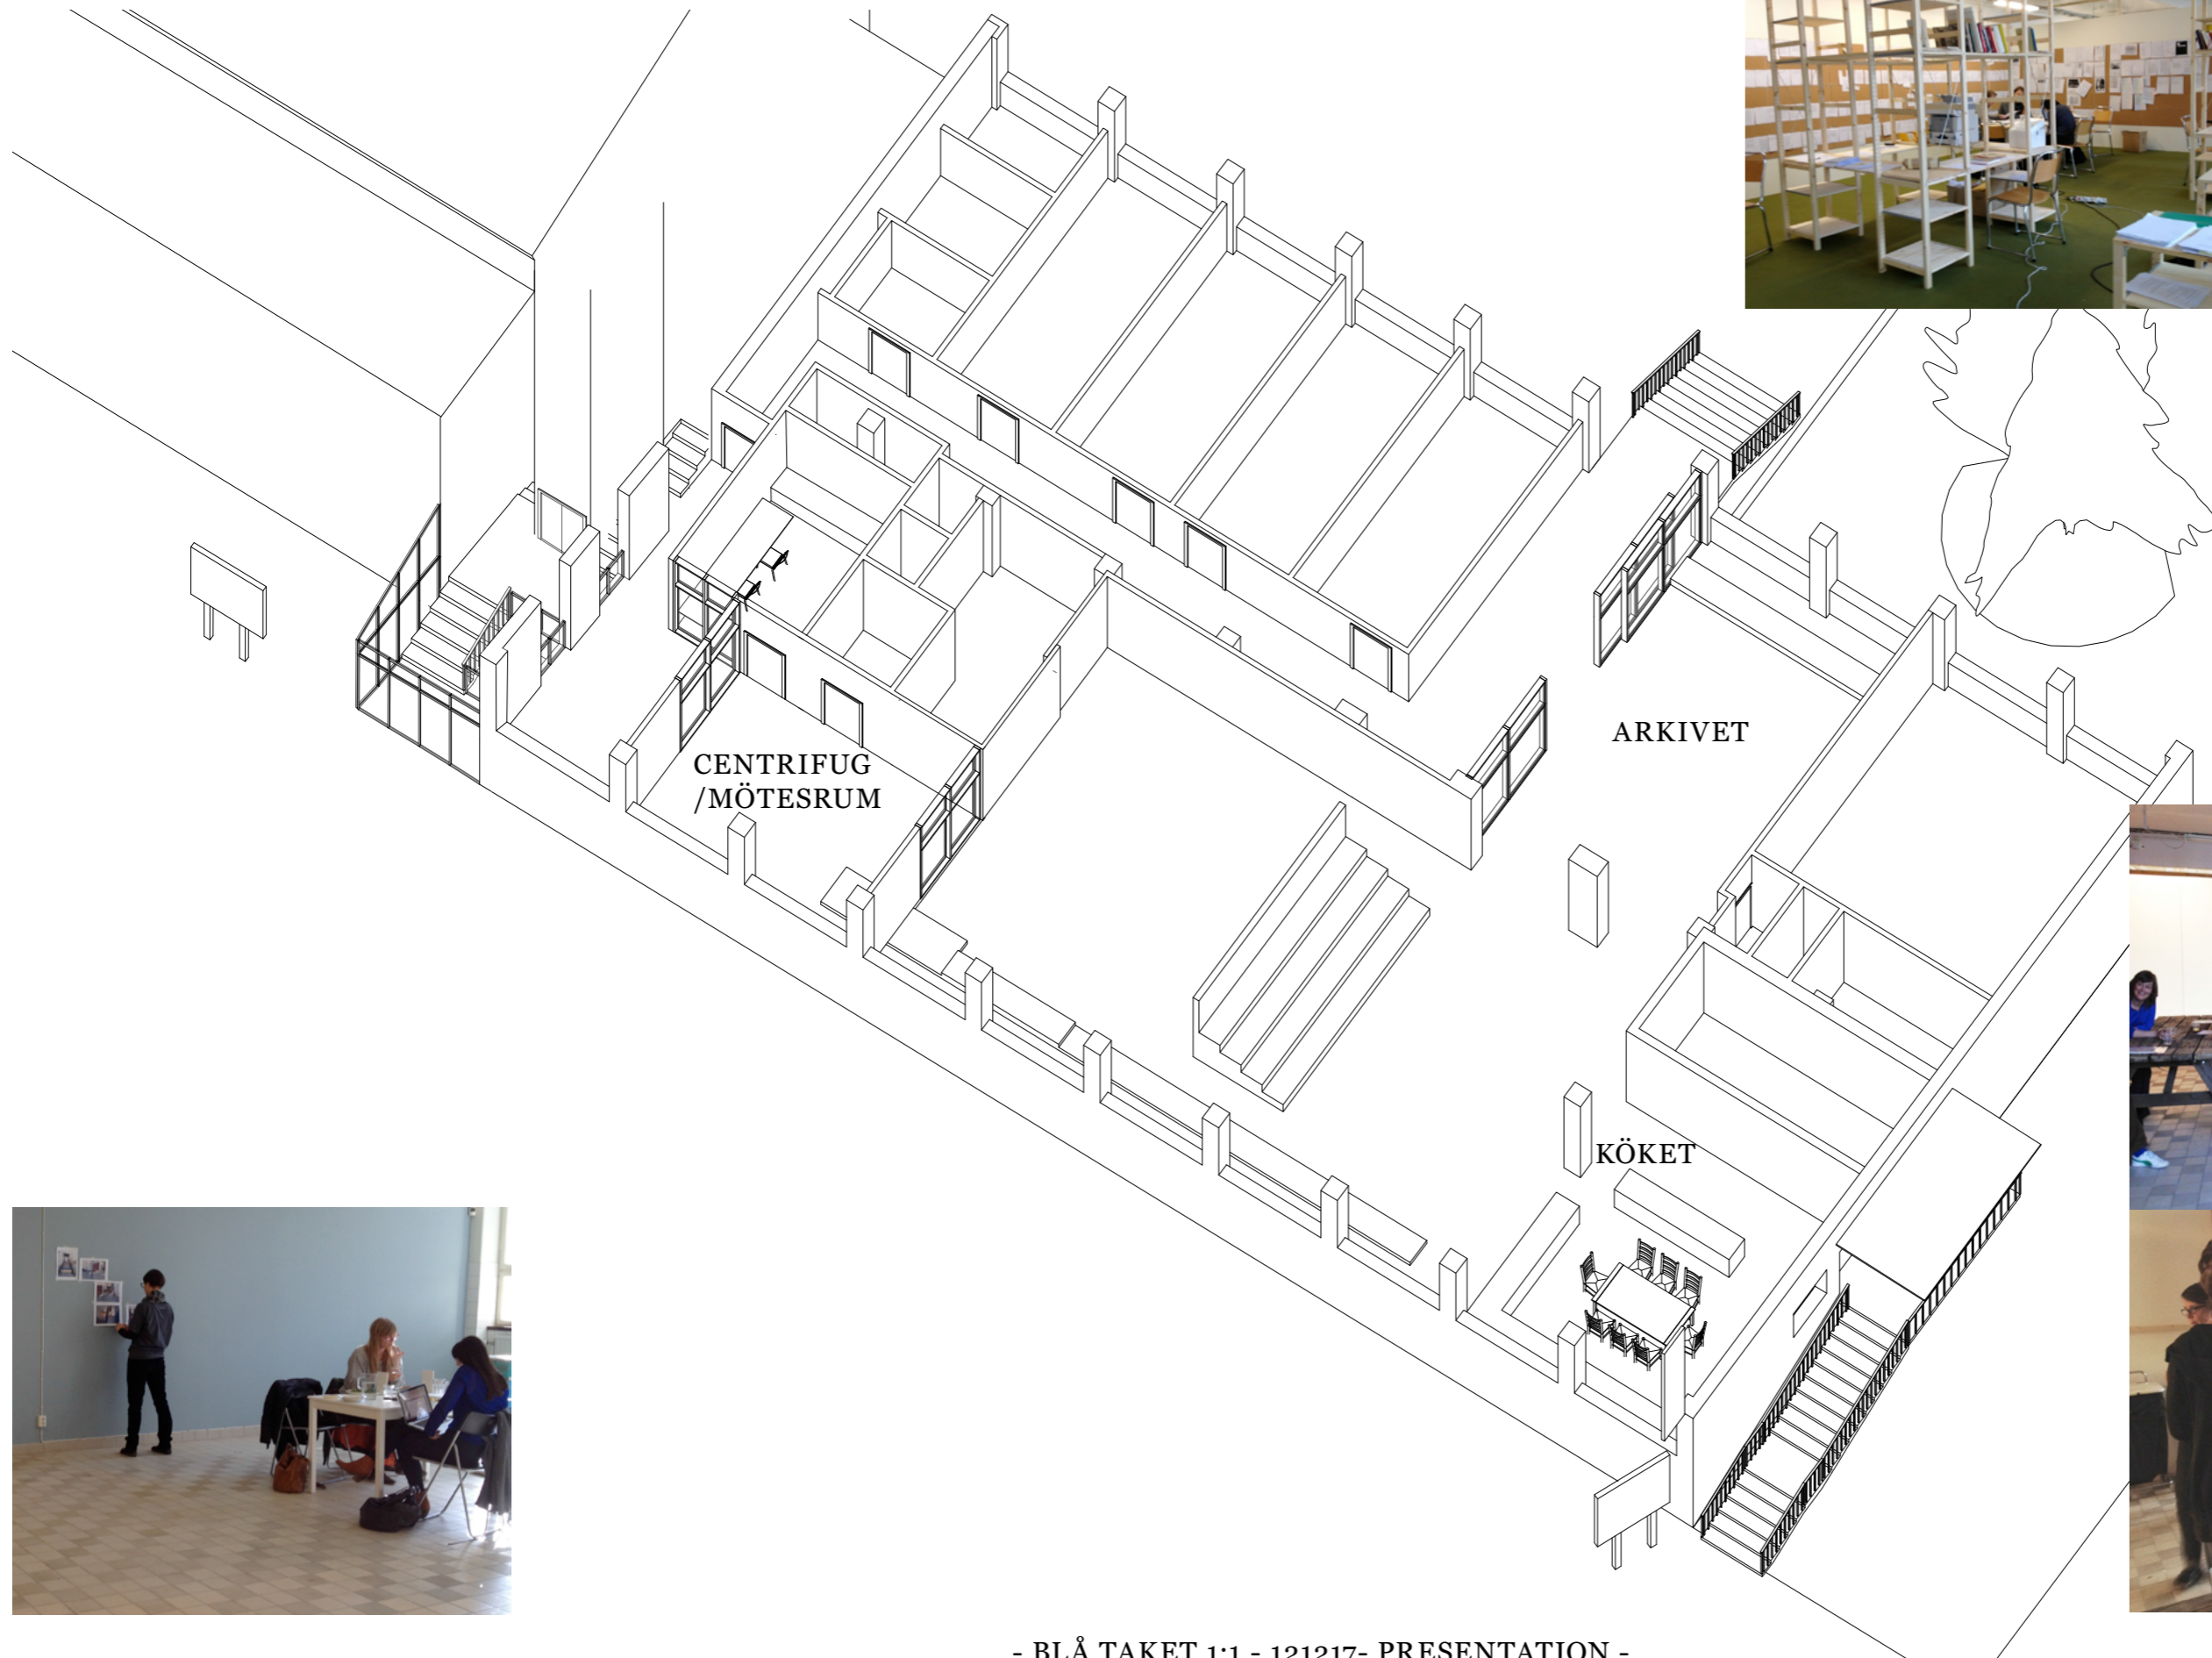 ARKIVET
CENTRIFUG
/MÖTESRUM
KÖKET
- BLÅ TAKET 1:1 - 121217- PRESENTATION -